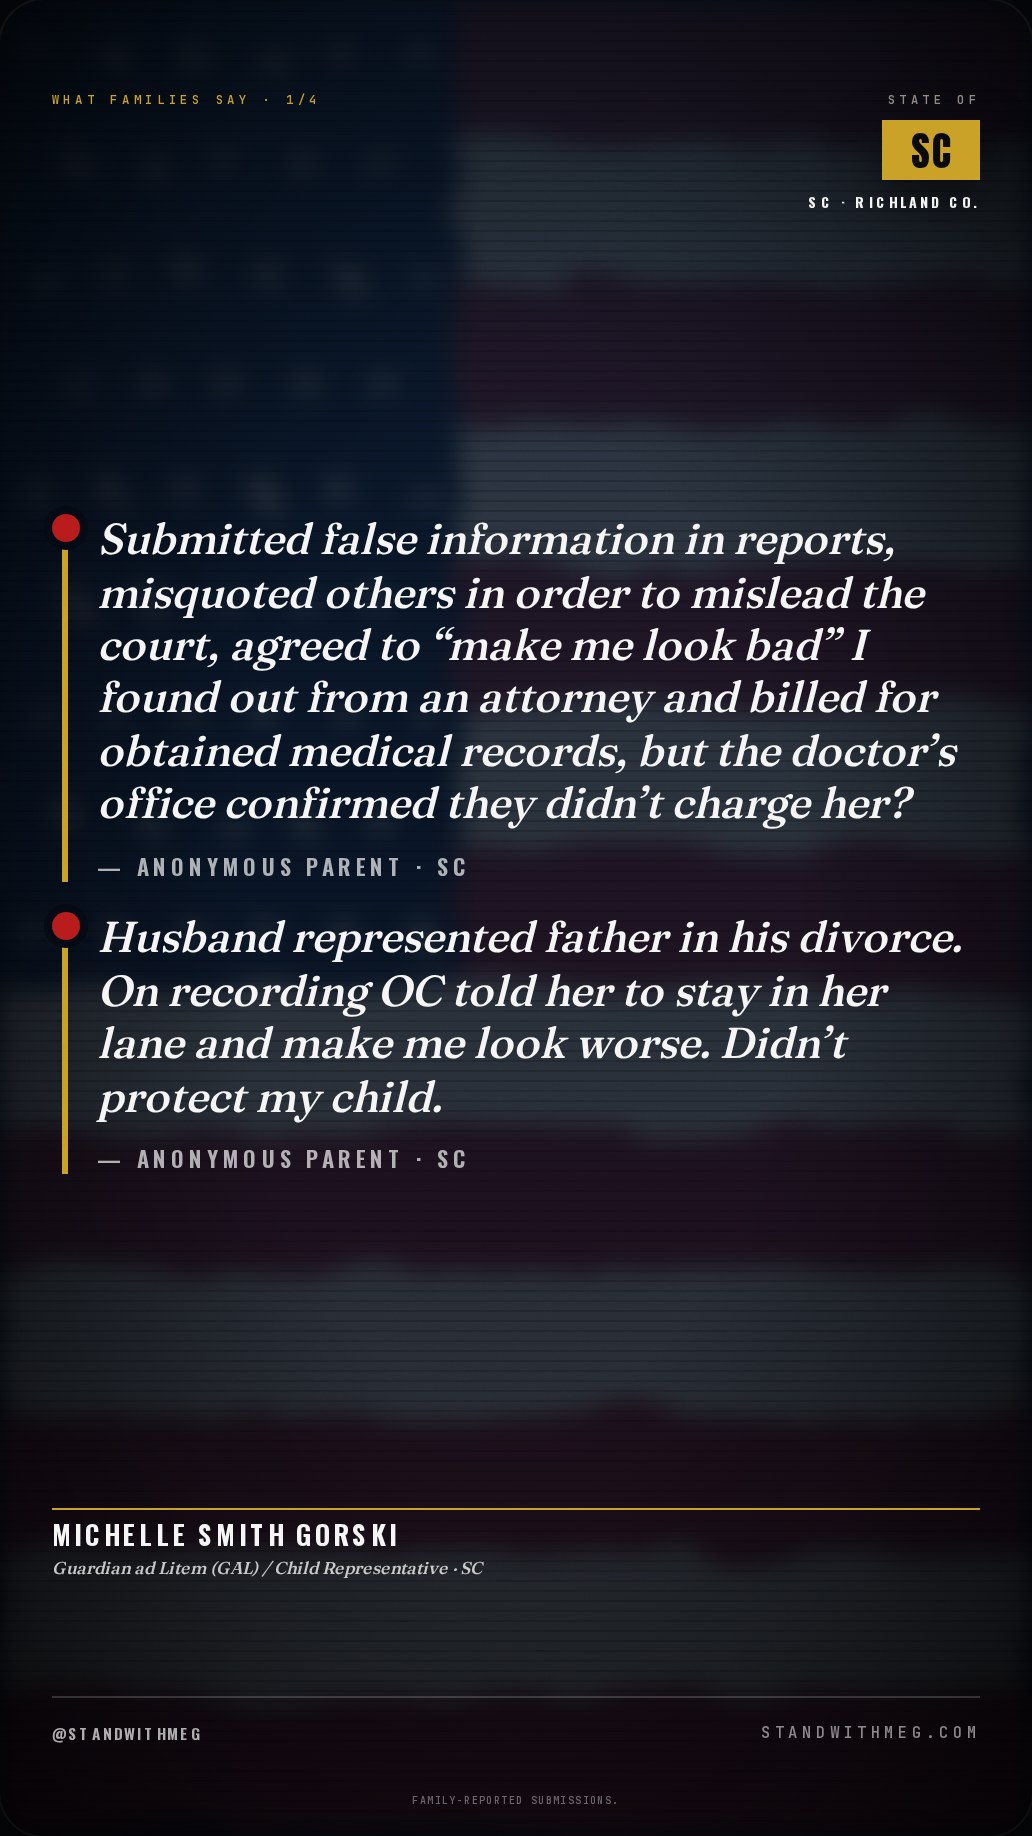 WHAT FAMILIES SAY · 1/4
STATE OF
SC
SC · RICHLAND CO.
Submitted false information in reports,
misquoted others in order to mislead the
court, agreed to “make me look bad” I
found out from an attorney and billed for
obtained medical records, but the doctor’s
office confirmed they didn’t charge her?
— ANONYMOUS PARENT · SC
Husband represented father in his divorce.
On recording OC told her to stay in her
lane and make me look worse. Didn’t
protect my child.
— ANONYMOUS PARENT · SC
MICHELLE SMITH GORSKI
Guardian ad Litem (GAL) / Child Representative · SC
@STANDWITHMEG
STANDWITHMEG.COM
FAMILY-REPORTED SUBMISSIONS.